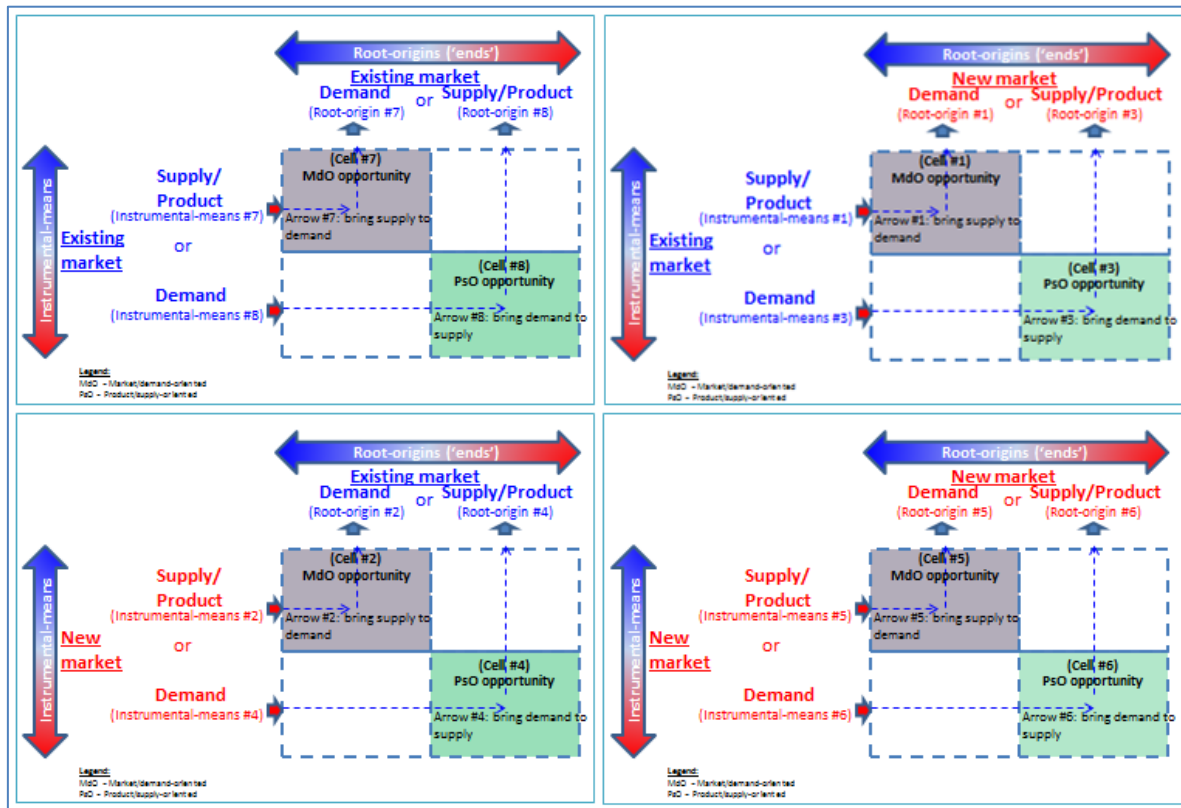 Root-origins ('ends')
Existing market
Demand or Supply/Product
(Root-origin #7) (Root-origin #8)
Instrumental-means
Existing
market
Supply/
Product
(Instrumental-means #7)
or
Demand
(Instrumental-means #8)
(Cell #7)
MdO opportunity
Arrow #7: bring supply to
demand
(Cell #8)
PsO opportunity
Arrow #8: bring demand to
supply
Legend:
MdO – Market/demand-oriented
PsO – Product/supply-oriented
Root-origins ('ends')
New market
Demand or Supply/Product
(Root-origin #1) (Root-origin #3)
Instrumental-means
Existing
market
Supply/
Product
(Instrumental-means #1)
or
Demand
(Instrumental-means #3)
(Cell #1)
MdO opportunity
Arrow #1: bring supply to
demand
(Cell #3)
PsO opportunity
Arrow #3: bring demand to
supply
Legend:
MdO – Market/demand-oriented
PsO – Product/supply-oriented
Root-origins ('ends')
Existing market
Demand or Supply/Product
(Root-origin #2) (Root-origin #4)
Instrumental-means
New
market
Supply/
Product
(Instrumental-means #2)
or
Demand
(Instrumental-means #4)
(Cell #2)
MdO opportunity
Arrow #2: bring supply to
demand
(Cell #4)
PsO opportunity
Arrow #4: bring demand to
supply
Legend:
MdO – Market/demand-oriented
PsO – Product/supply-oriented
Root-origins ('ends')
New market
Demand or Supply/Product
(Root-origin #5) (Root-origin #6)
Instrumental-means
New
market
Supply/
Product
(Instrumental-means #5)
or
Demand
(Instrumental-means #6)
(Cell #5)
MdO opportunity
Arrow #5: bring supply to
demand
(Cell #6)
PsO opportunity
Arrow #6: bring demand to
supply
Legend:
MdO – Market/demand-oriented
PsO – Product/supply-oriented